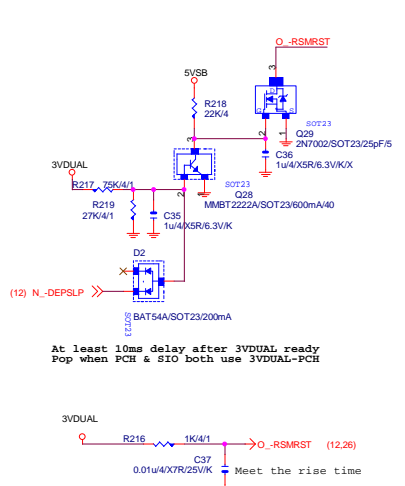 O_-RSMRST
3
5VSB
D
R218
22K/4
G
S
SOT23
Q29
2N7002/SOT23/25pF/5
3
2
1
C36
1u/4/X5R/6.3V/K/X
3VDUAL
R217
75K/4/1
SOT23
Q28
MMBT2222A/SOT23/600mA/40
2
1
R219
27K/4/1
C35
1u/4/X5R/6.3V/K
D2
(12) N_-DEPSLP
SOT23
BAT54A/SOT23/200mA
At least 10ms delay after 3VDUAL ready
Pop when PCH & SIO both use 3VDUAL-PCH
3VDUAL
R216
1K/4/1
O_-RSMRST (12,26)
C37
0.01u/4/X7R/25V/K
Meet the rise time